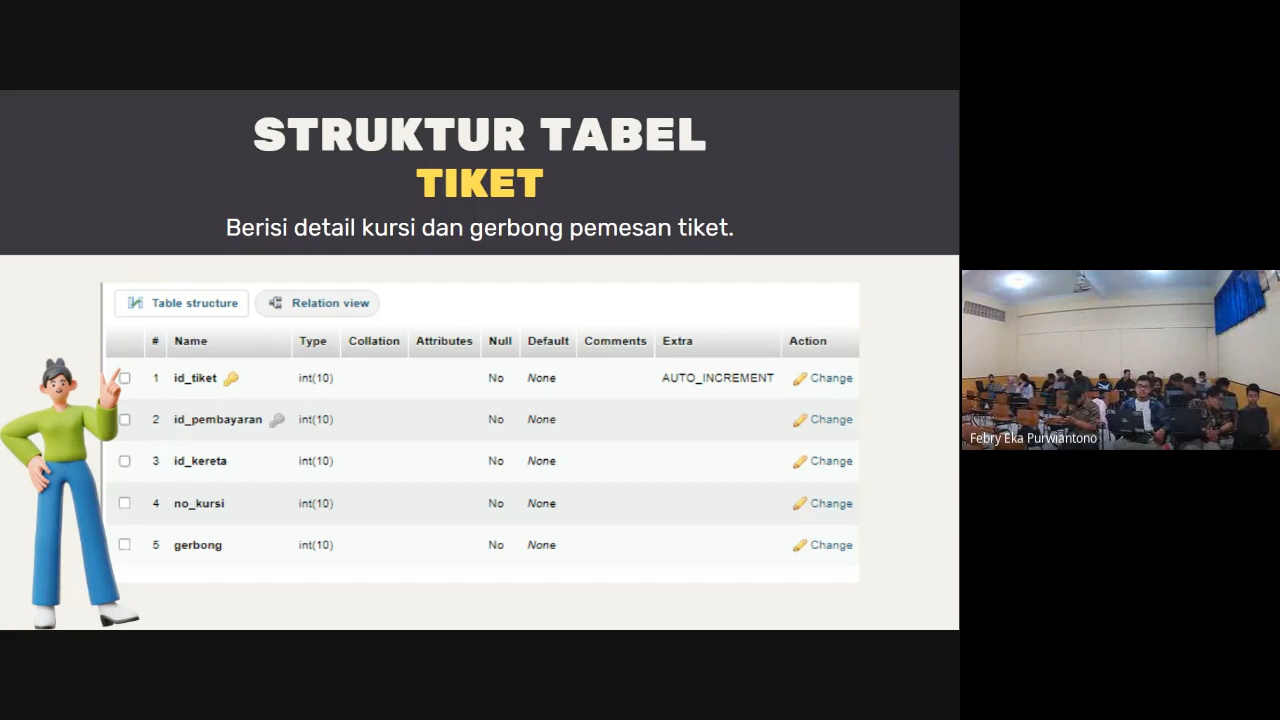 STRUKTUR TABEL
TIKET
Berisi detail kursi dan gerbong pemesan tiket.
Table structure Relation view
# Name Type Collation Attributes Null Default Comments Extra Action
1 id_tiket int(10) No None AUTO_INCREMENT Change
2 id_pembayaran int(10) No None Change
3 id_kereta int(10) No None Change
4 no_kursi int(10) No None Change
5 gerbong int(10) No None Change
Febry Eka Purwiantono